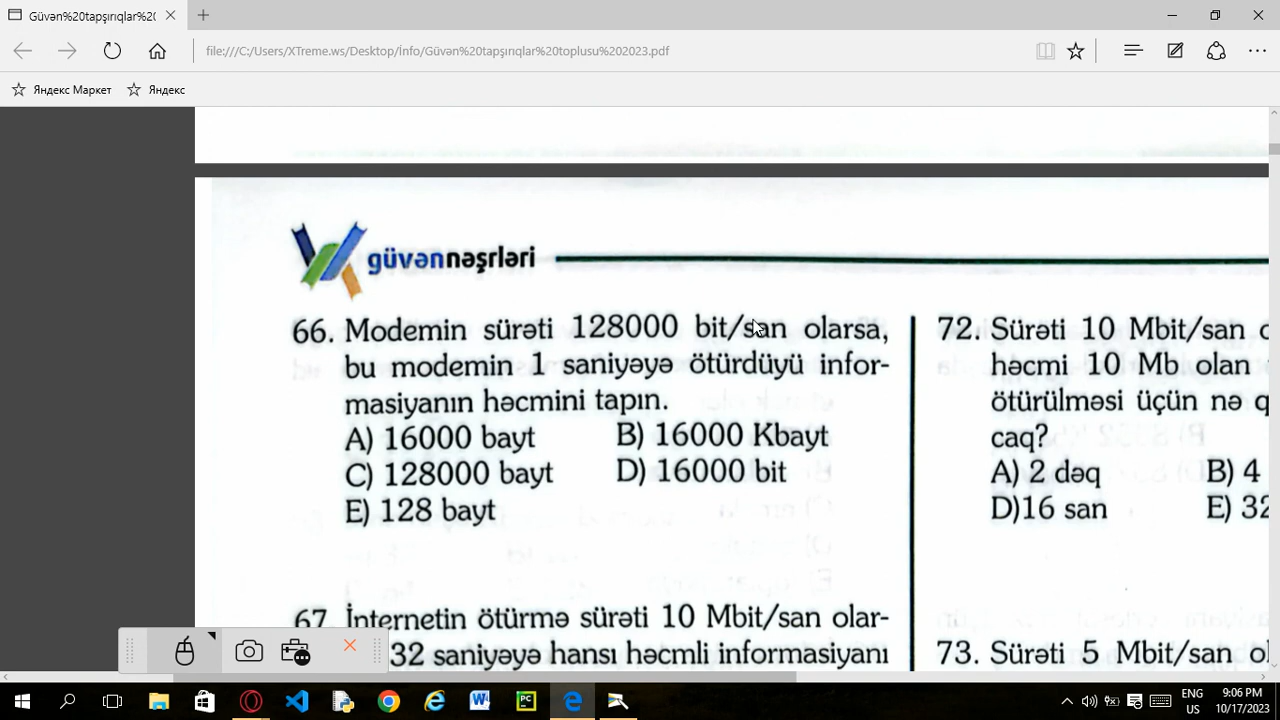 Güvən%20tapşırıqlar%20
file:///C:/Users/XTreme.ws/Desktop/İnfo/Güvən%20tapşırıqlar%20toplusu%202023.pdf
Яндекс Маркет
Яндекс
güvənnəşrləri
66. Modemin sürəti 128000 bit/san olarsa,
bu modemin 1 saniyəyə ötürdüyü infor-
masiyanın həcmini tapın.
A) 16000 bayt B) 16000 Kbayt
C) 128000 bayt D) 16000 bit
E) 128 bayt
67. İnternetin ötürmə sürəti 10 Mbit/san olar-
32 saniyəyə hansı həcmli informasiyanı
72. Sürəti 10 Mbit/san o
həcmi 10 Mb olan
ötürülməsi üçün nə q
caq?
A) 2 dəq B) 4
D)16 san E) 32
73. Sürəti 5 Mbit/san ol
ENG
US
9:06 PM
10/17/2023